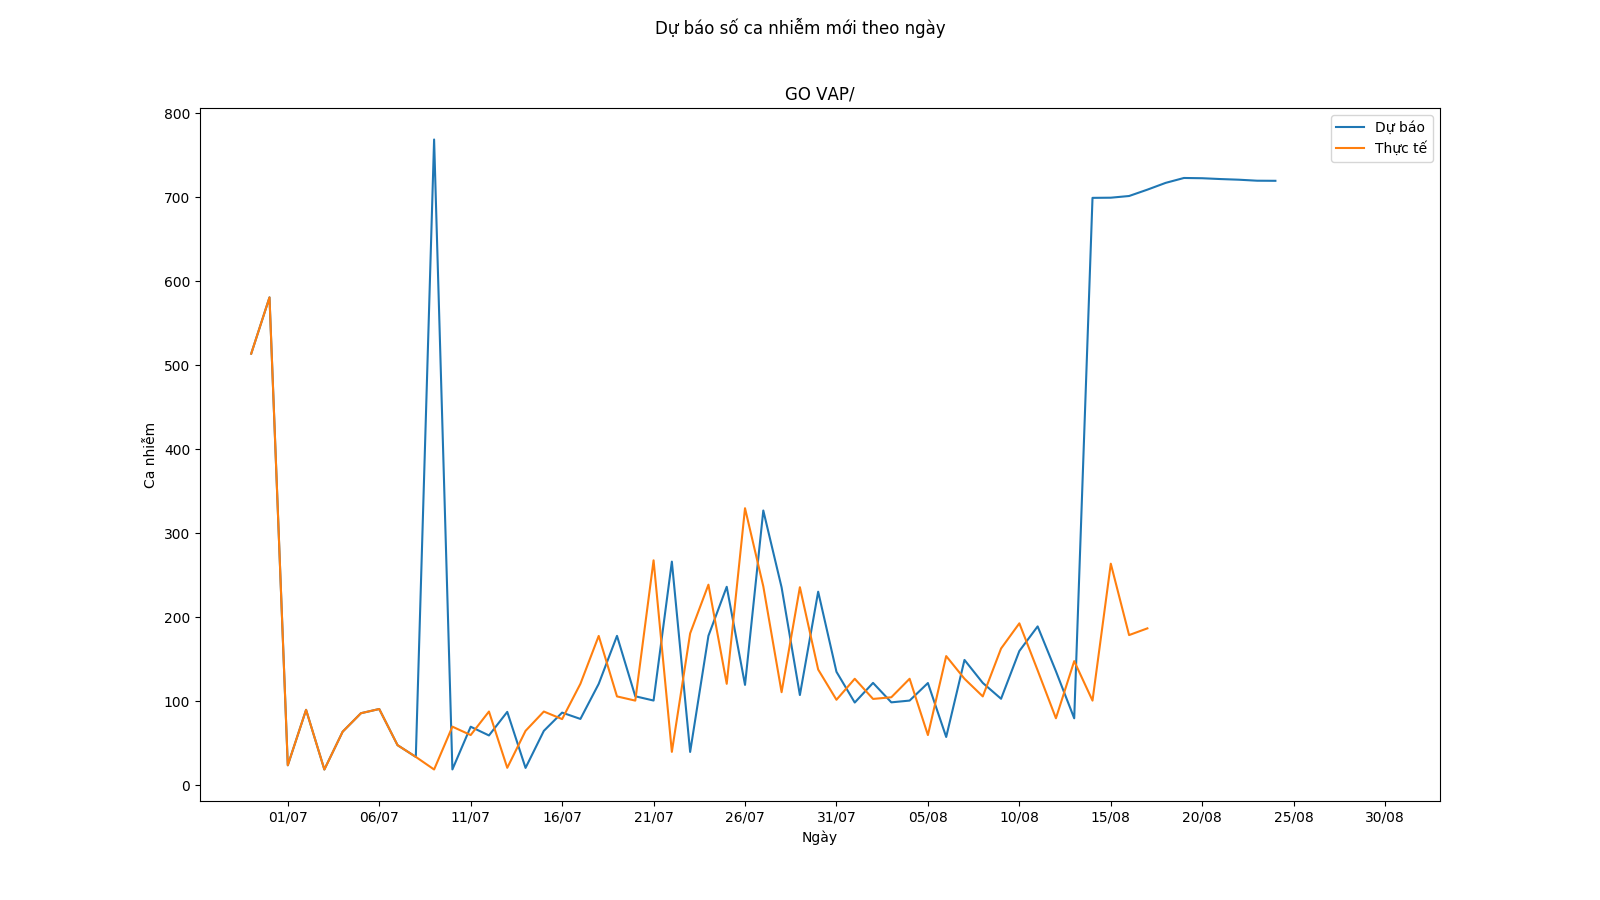 Dự báo số ca nhiễm mới theo ngày
GO VAP/
Dự báo
Thực tế
Ca nhiễm
800
700
600
500
400
300
200
100
0
01/07 06/07 11/07 16/07 21/07 26/07 31/07 05/08 10/08 15/08 20/08 25/08 30/08
Ngày